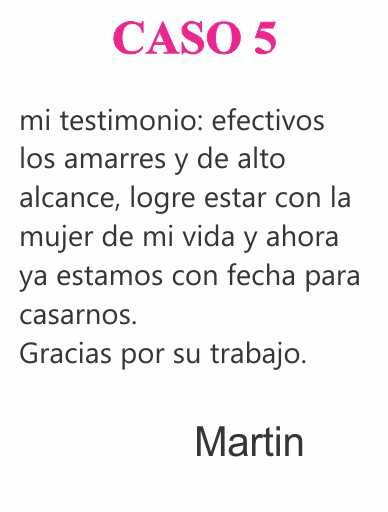 CASO 5
mi testimonio: efectivos
los amarres y de alto
alcance, logre estar con la
mujer de mi vida y ahora
ya estamos con fecha para
casarnos.
Gracias por su trabajo.
Martin